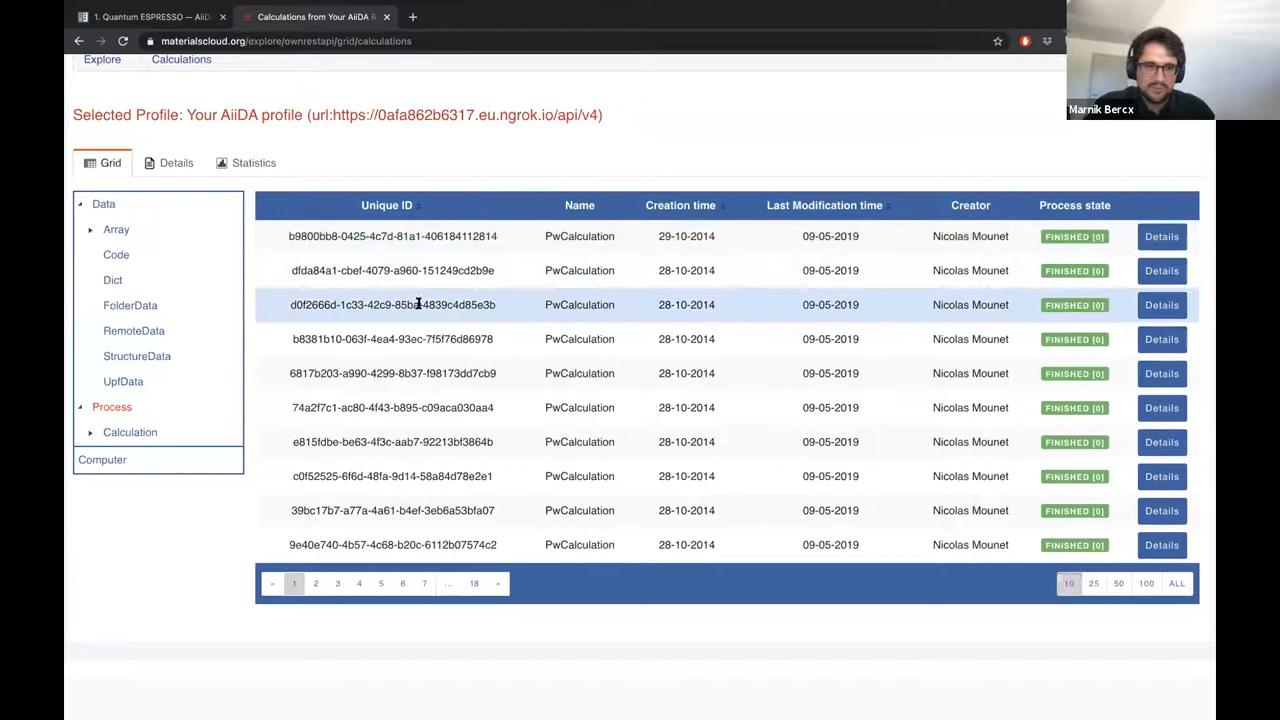 1. Quantum ESPRESSO — AiiD
Calculations from Your AiiDA R
materialscloud.org/explore/ownrestapi/grid/calculations
Marnik Bercx
Explore Calculations
Selected Profile: Your AiiDA profile (url:https://0afa862b6317.eu.ngrok.io/api/v4)
Grid Details Statistics
Data
Array
Code
Dict
FolderData
RemoteData
StructureData
UpfData
Process
Calculation
Computer
Unique ID Name Creation time Last Modification time Creator Process state
b9800bb8-0425-4c7d-81a1-406184112814 PwCalculation 29-10-2014 09-05-2019 Nicolas Mounet FINISHED [0] Details
dfda84a1-cbef-4079-a960-151249cd2b9e PwCalculation 28-10-2014 09-05-2019 Nicolas Mounet FINISHED [0] Details
PwCalculation 28-10-2014 09-05-2019 Nicolas Mounet FINISHED [0] Details
b8381b10-063f-4ea4-93ec-7f5f76d86978 PwCalculation 28-10-2014 09-05-2019 Nicolas Mounet FINISHED [0] Details
6817b203-a990-4299-8b37-f98173dd7cb9 PwCalculation 28-10-2014 09-05-2019 Nicolas Mounet FINISHED [0] Details
74a2f7c1-ac80-4f43-b895-c09aca030aa4 PwCalculation 28-10-2014 09-05-2019 Nicolas Mounet FINISHED [0] Details
e815fdbe-be63-4f3c-aab7-92213bf3864b PwCalculation 28-10-2014 09-05-2019 Nicolas Mounet FINISHED [0] Details
c0f52525-6f6d-48fa-9d14-58a84d78e2e1 PwCalculation 28-10-2014 09-05-2019 Nicolas Mounet FINISHED [0] Details
39bc17b7-a77a-4a61-b4ef-3eb6a53bfa07 PwCalculation 28-10-2014 09-05-2019 Nicolas Mounet FINISHED [0] Details
9e40e740-4b57-4c68-b20c-6112b07574c2 PwCalculation 28-10-2014 09-05-2019 Nicolas Mounet FINISHED [0] Details
« 1 2 3 4 5 6 7 ... 18 » 10 25 50 100 ALL